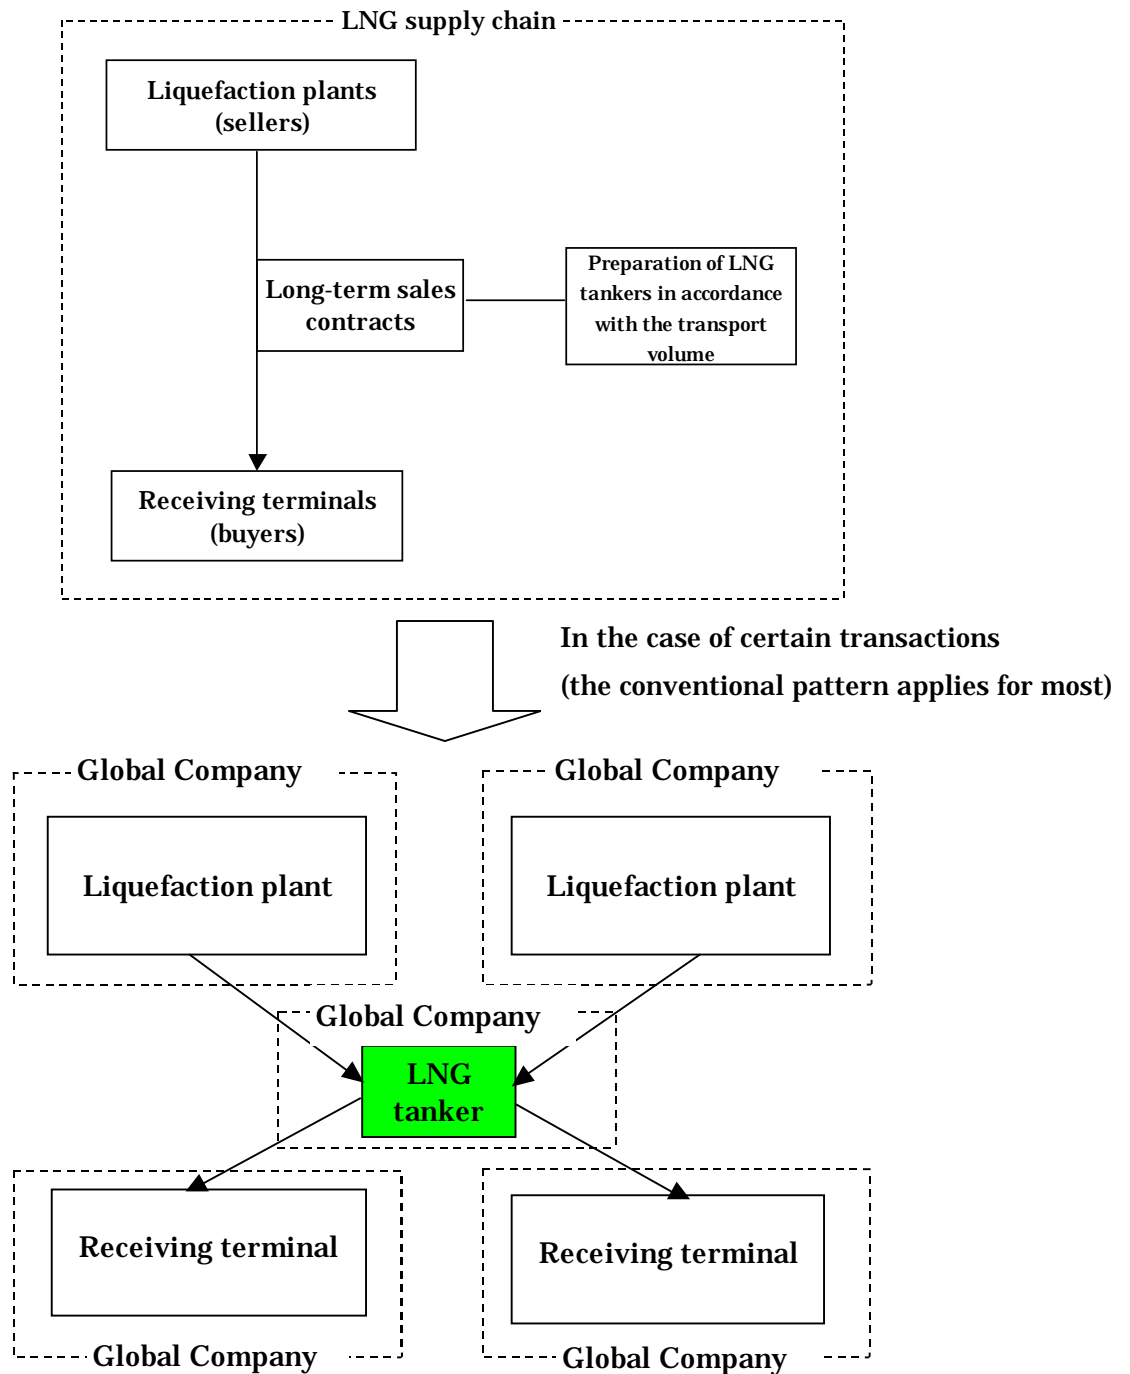 LNG supply chain
Liquefaction plants
(sellers)
Long-term sales
contracts
Preparation of LNG
tankers in accordance
with the transport
volume
Receiving terminals
(buyers)
In the case of certain transactions
(the conventional pattern applies for most)
Global Company
Global Company
Liquefaction plant
Liquefaction plant
Global Company
LNG
tanker
Receiving terminal
Receiving terminal
Global Company
Global Company